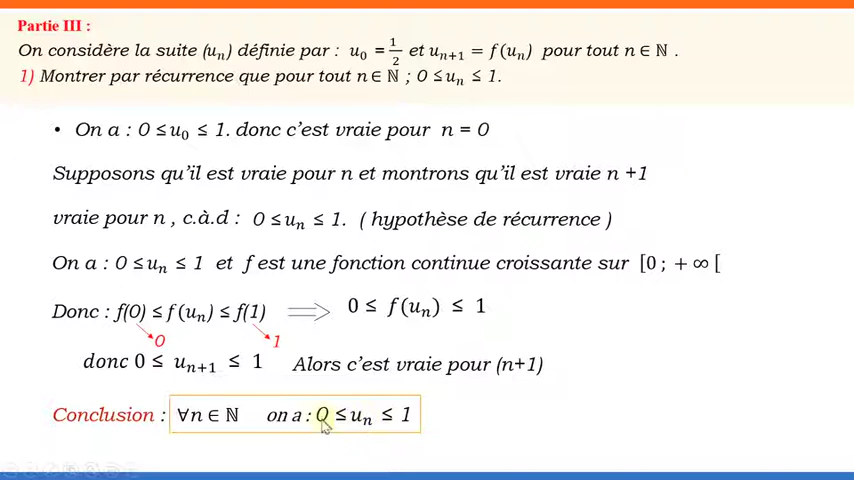 Partie III :
On considère la suite (uₙ) définie par : u₀ = 1/2 et uₙ₊₁ = f(uₙ) pour tout n ∈ ℕ .
1) Montrer par récurrence que pour tout n ∈ ℕ ; 0 ≤ uₙ ≤ 1.
• On a : 0 ≤ u₀ ≤ 1. donc c'est vraie pour n = 0
Supposons qu'il est vraie pour n et montrons qu'il est vraie n +1
vraie pour n , c.à.d : 0 ≤ uₙ ≤ 1. ( hypothèse de récurrence )
On a : 0 ≤ uₙ ≤ 1 et f est une fonction continue croissante sur [0 ; + ∞ [
Donc : f(0) ≤ f(uₙ) ≤ f(1) ⟹ 0 ≤ f(uₙ) ≤ 1
0 1
donc 0 ≤ uₙ₊₁ ≤ 1 Alors c'est vraie pour (n+1)
Conclusion : ∀n ∈ ℕ on a : 0 ≤ uₙ ≤ 1